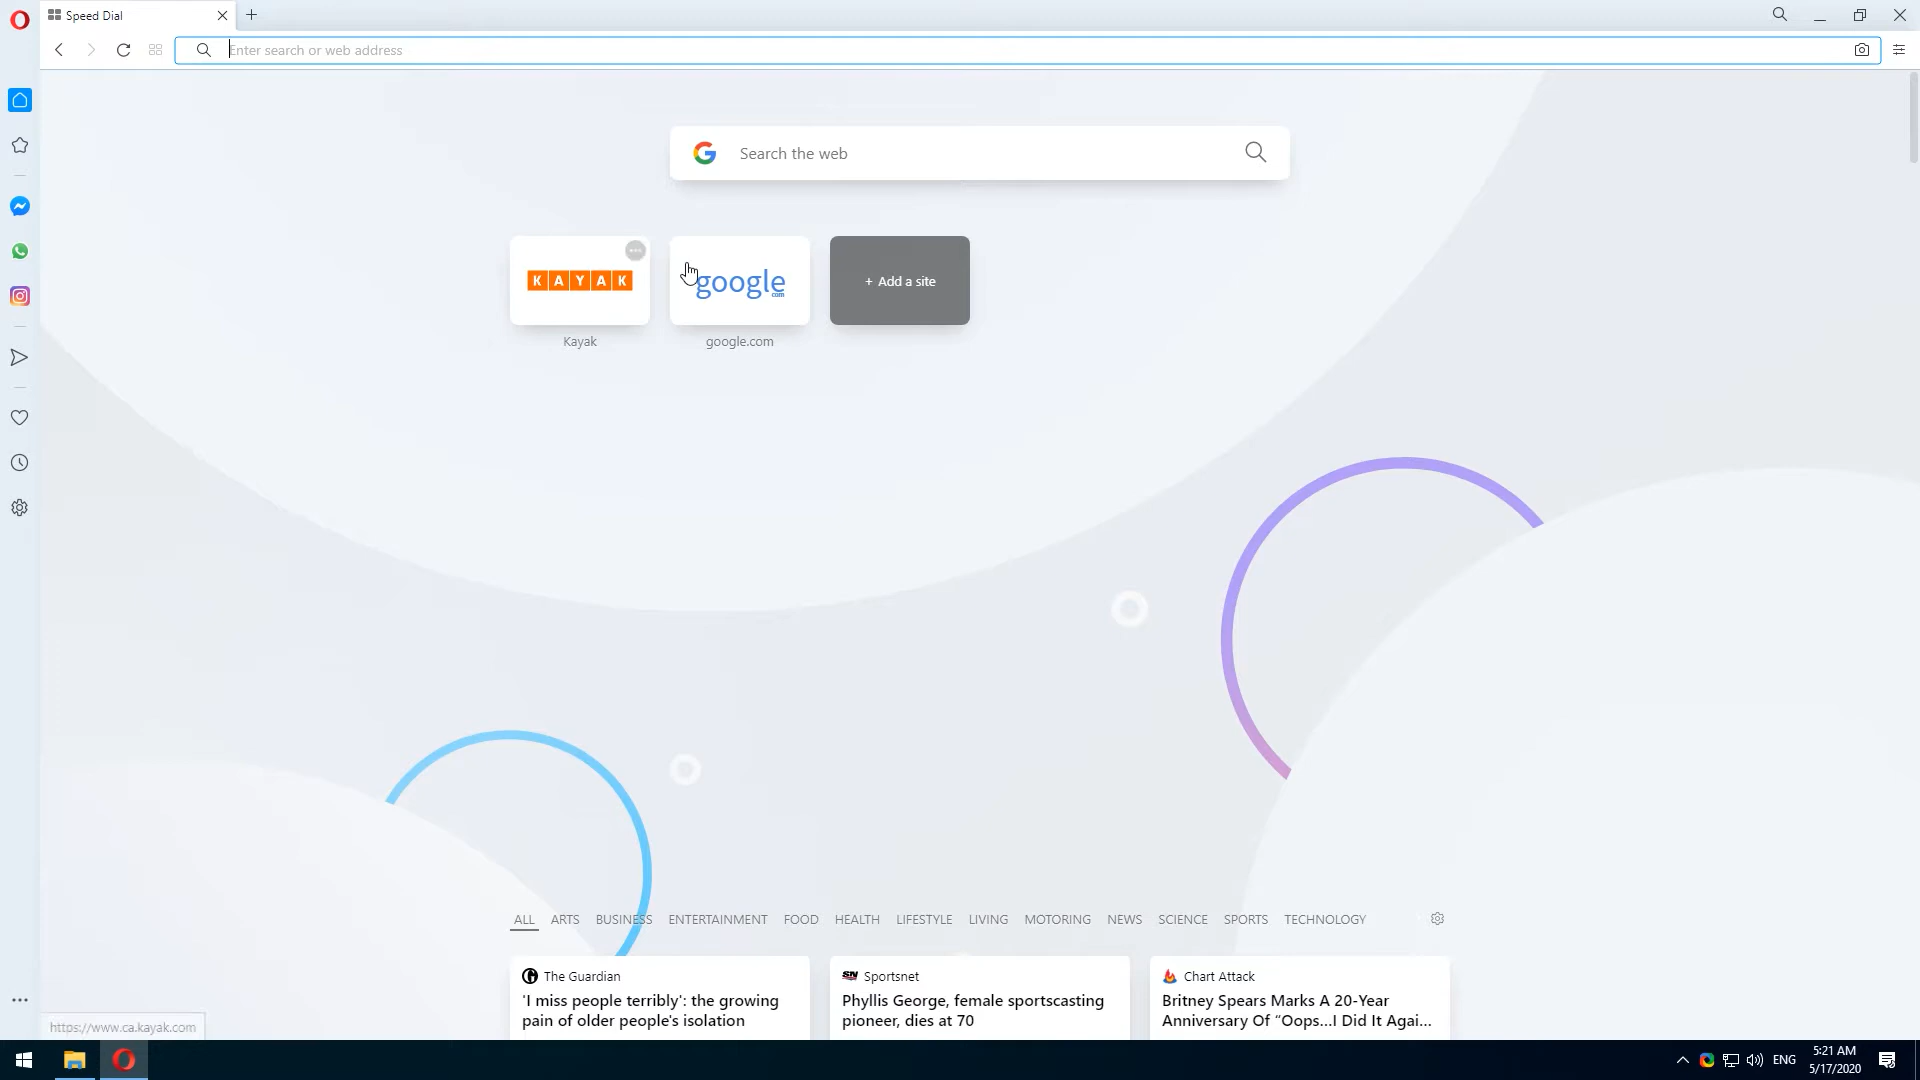 Speed Dial
Enter search or web address
Search the web
KAYAK
google
com
+ Add a site
Kayak
google.com
ALL ARTS BUSINESS ENTERTAINMENT FOOD HEALTH LIFESTYLE LIVING MOTORING NEWS SCIENCE SPORTS TECHNOLOGY
The Guardian
'I miss people terribly': the growing
pain of older people's isolation
SN Sportsnet
Phyllis George, female sportscasting
pioneer, dies at 70
Chart Attack
Britney Spears Marks A 20-Year
Anniversary Of “Oops...I Did It Agai...
https://www.ca.kayak.com
ENG
5:21 AM
5/17/2020